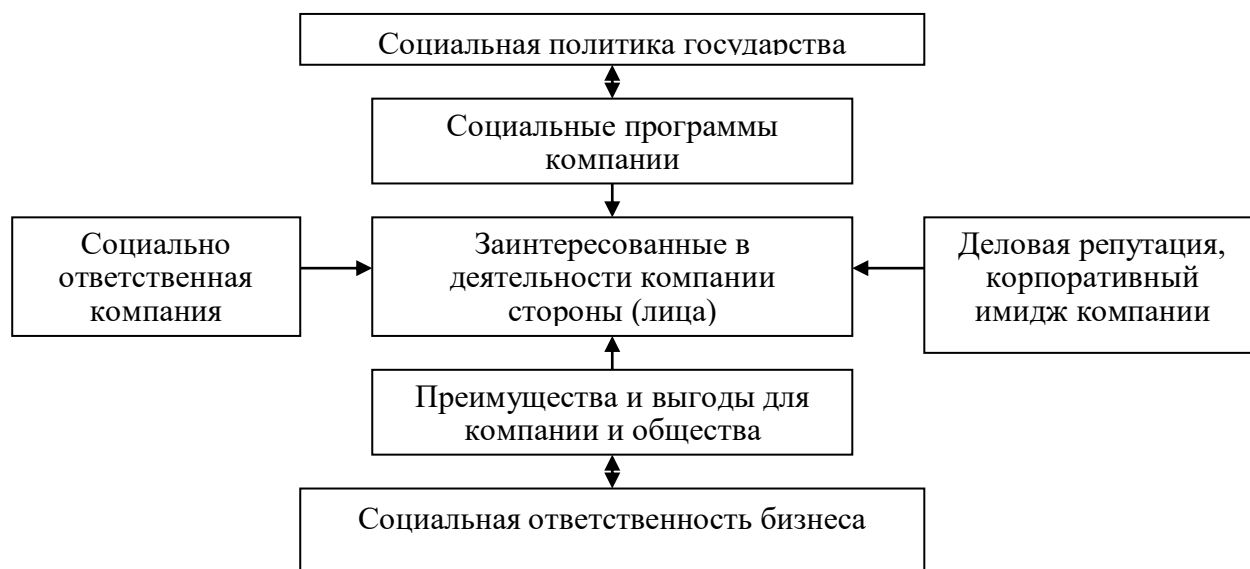 Социальная политика государства
Социальные программы
компании
Социально
ответственная
компания
Заинтересованные в
деятельности компании
стороны (лица)
Деловая репутация,
корпоративный
имидж компании
Преимущества и выгоды для
компании и общества
Социальная ответственность бизнеса